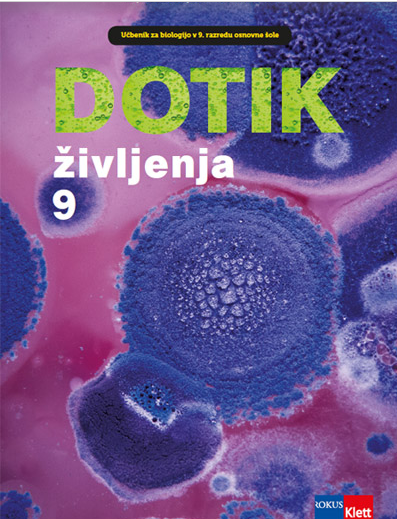 Učbenik za biologijo v 9. razredu osnovne šole
DOTIK
življenja
9
ROKUS
Klett